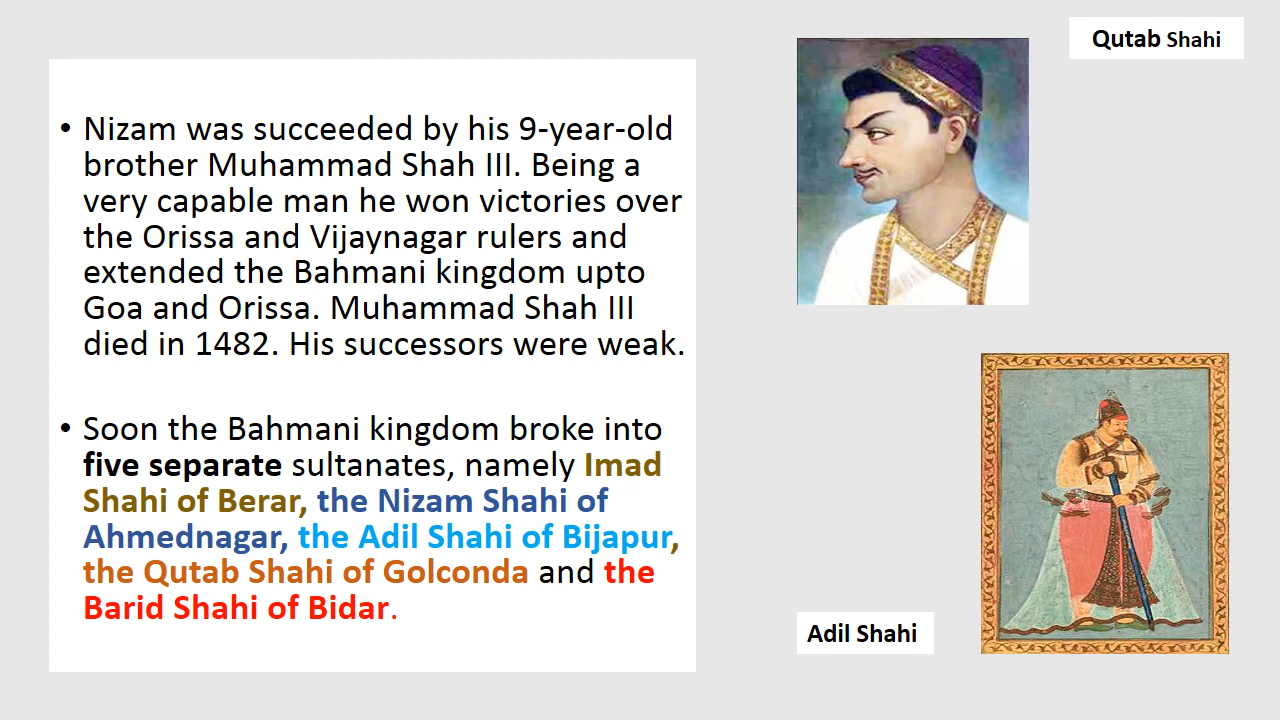 Qutab Shahi
• Nizam was succeeded by his 9-year-old
brother Muhammad Shah III. Being a
very capable man he won victories over
the Orissa and Vijaynagar rulers and
extended the Bahmani kingdom upto
Goa and Orissa. Muhammad Shah III
died in 1482. His successors were weak.
• Soon the Bahmani kingdom broke into
five separate sultanates, namely Imad
Shahi of Berar, the Nizam Shahi of
Ahmednagar, the Adil Shahi of Bijapur,
the Qutab Shahi of Golconda and the
Barid Shahi of Bidar.
Adil Shahi